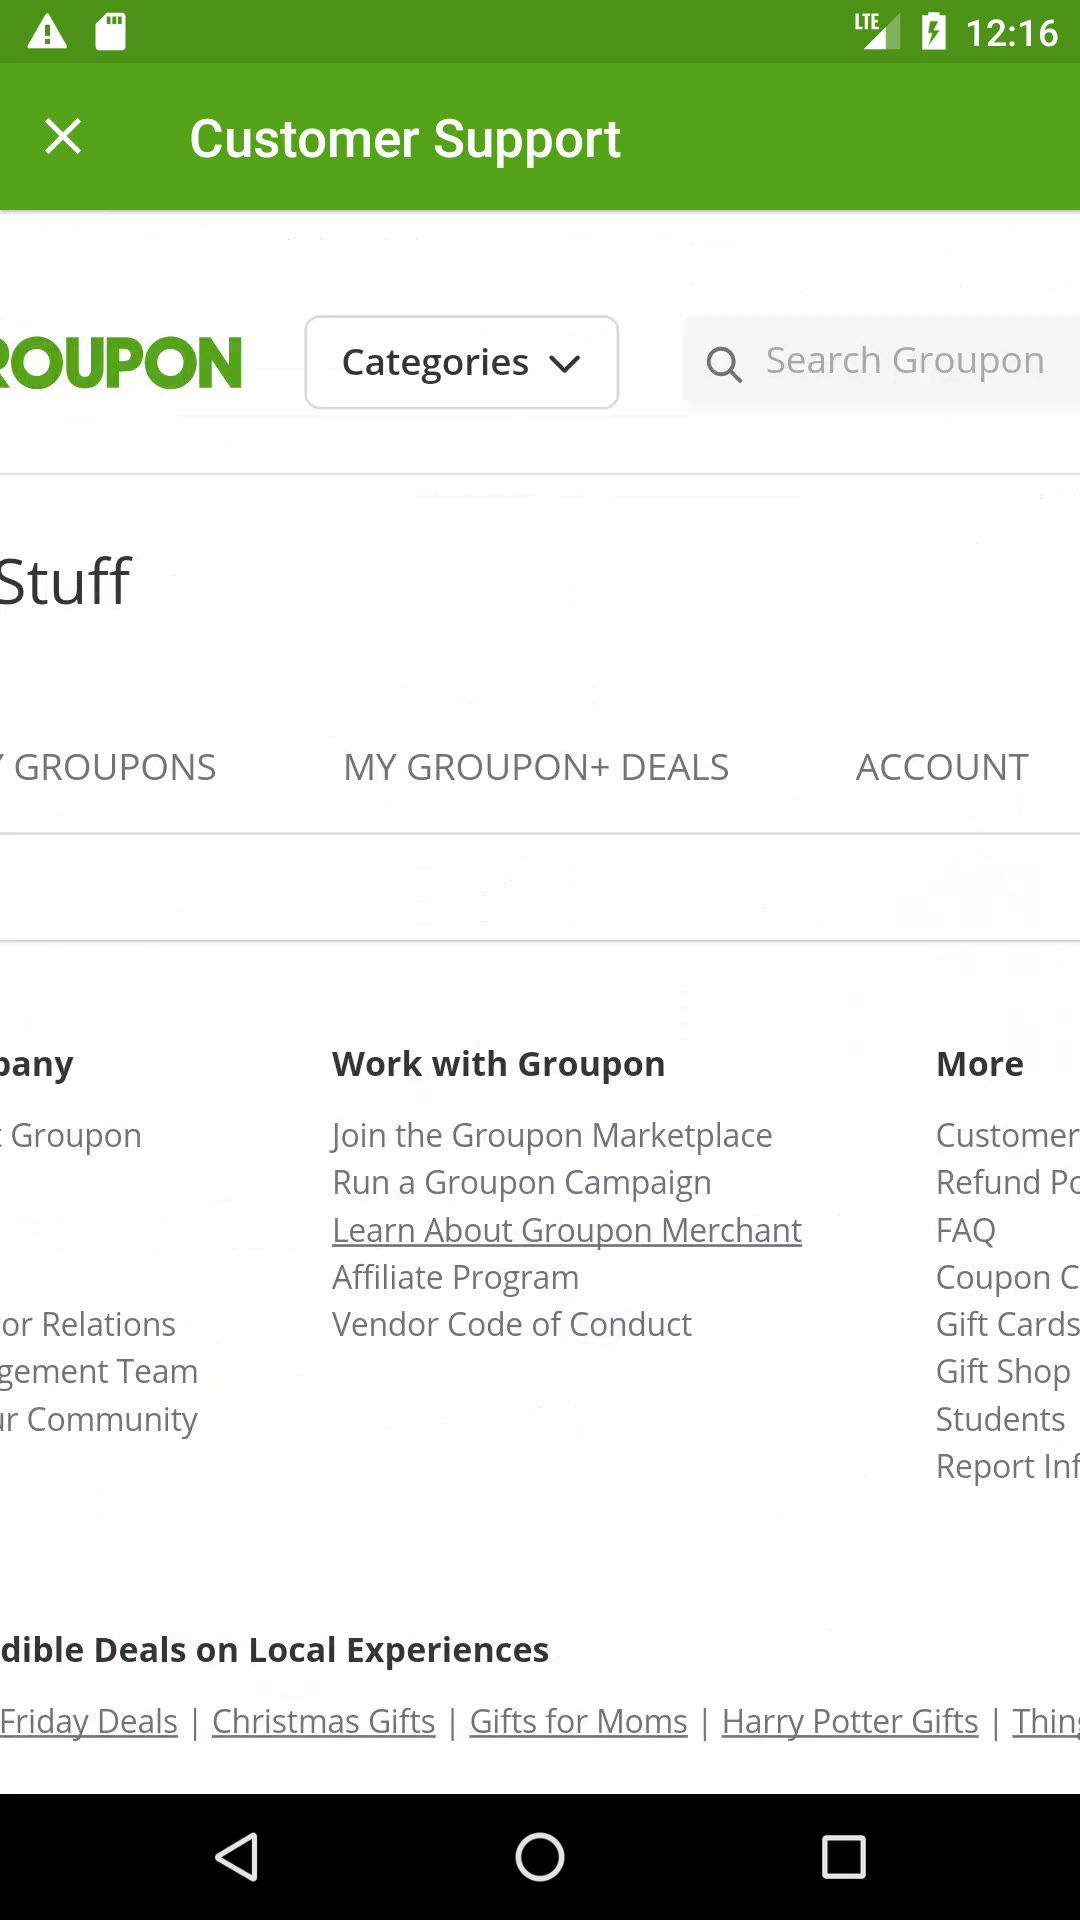 LTE 12:16
Customer Support
ROUPON Categories Search Groupon
Stuff
GROUPONS MY GROUPON+ DEALS ACCOUNT
pany Work with Groupon More
t Groupon Join the Groupon Marketplace Customer
Run a Groupon Campaign Refund Po
Learn About Groupon Merchant FAQ
Affiliate Program Coupon C
or Relations Vendor Code of Conduct Gift Cards
gement Team Gift Shop
ur Community Students
Report Inf
dible Deals on Local Experiences
Friday Deals | Christmas Gifts | Gifts for Moms | Harry Potter Gifts | Thing